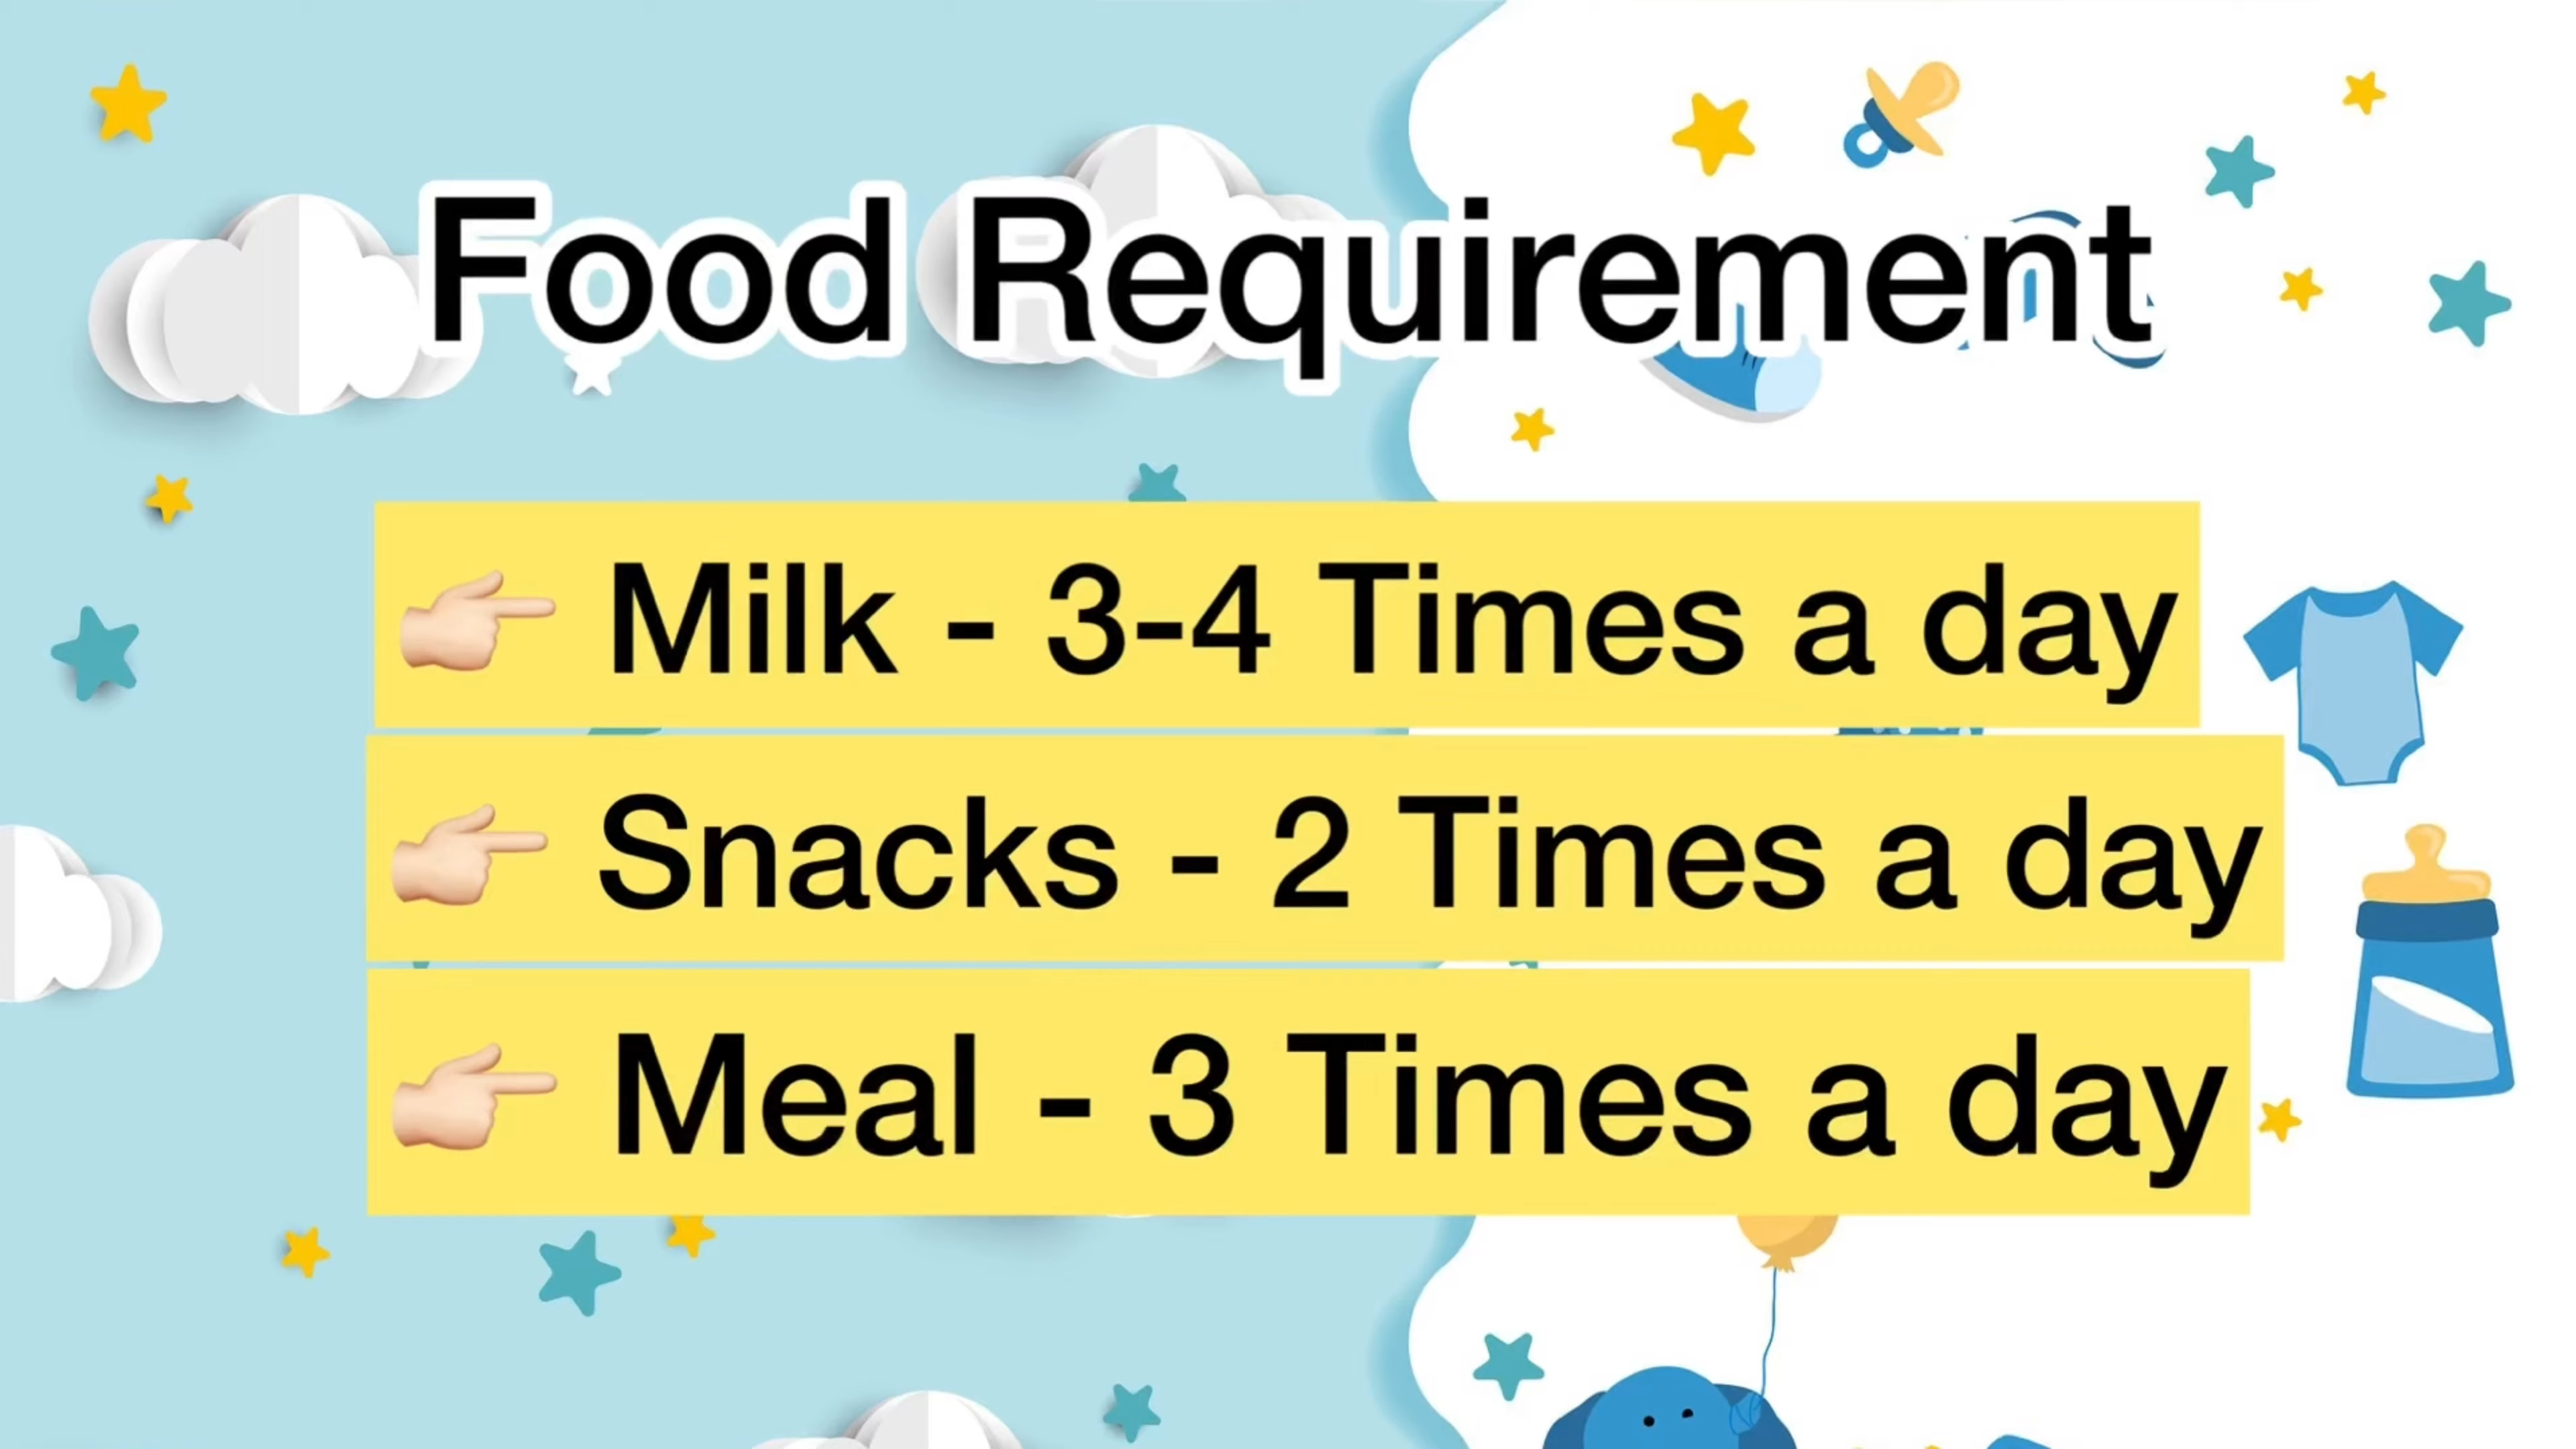 Food Requirement
👉🏻 Milk - 3-4 Times a day
👉🏻 Snacks - 2 Times a day
👉🏻 Meal - 3 Times a day